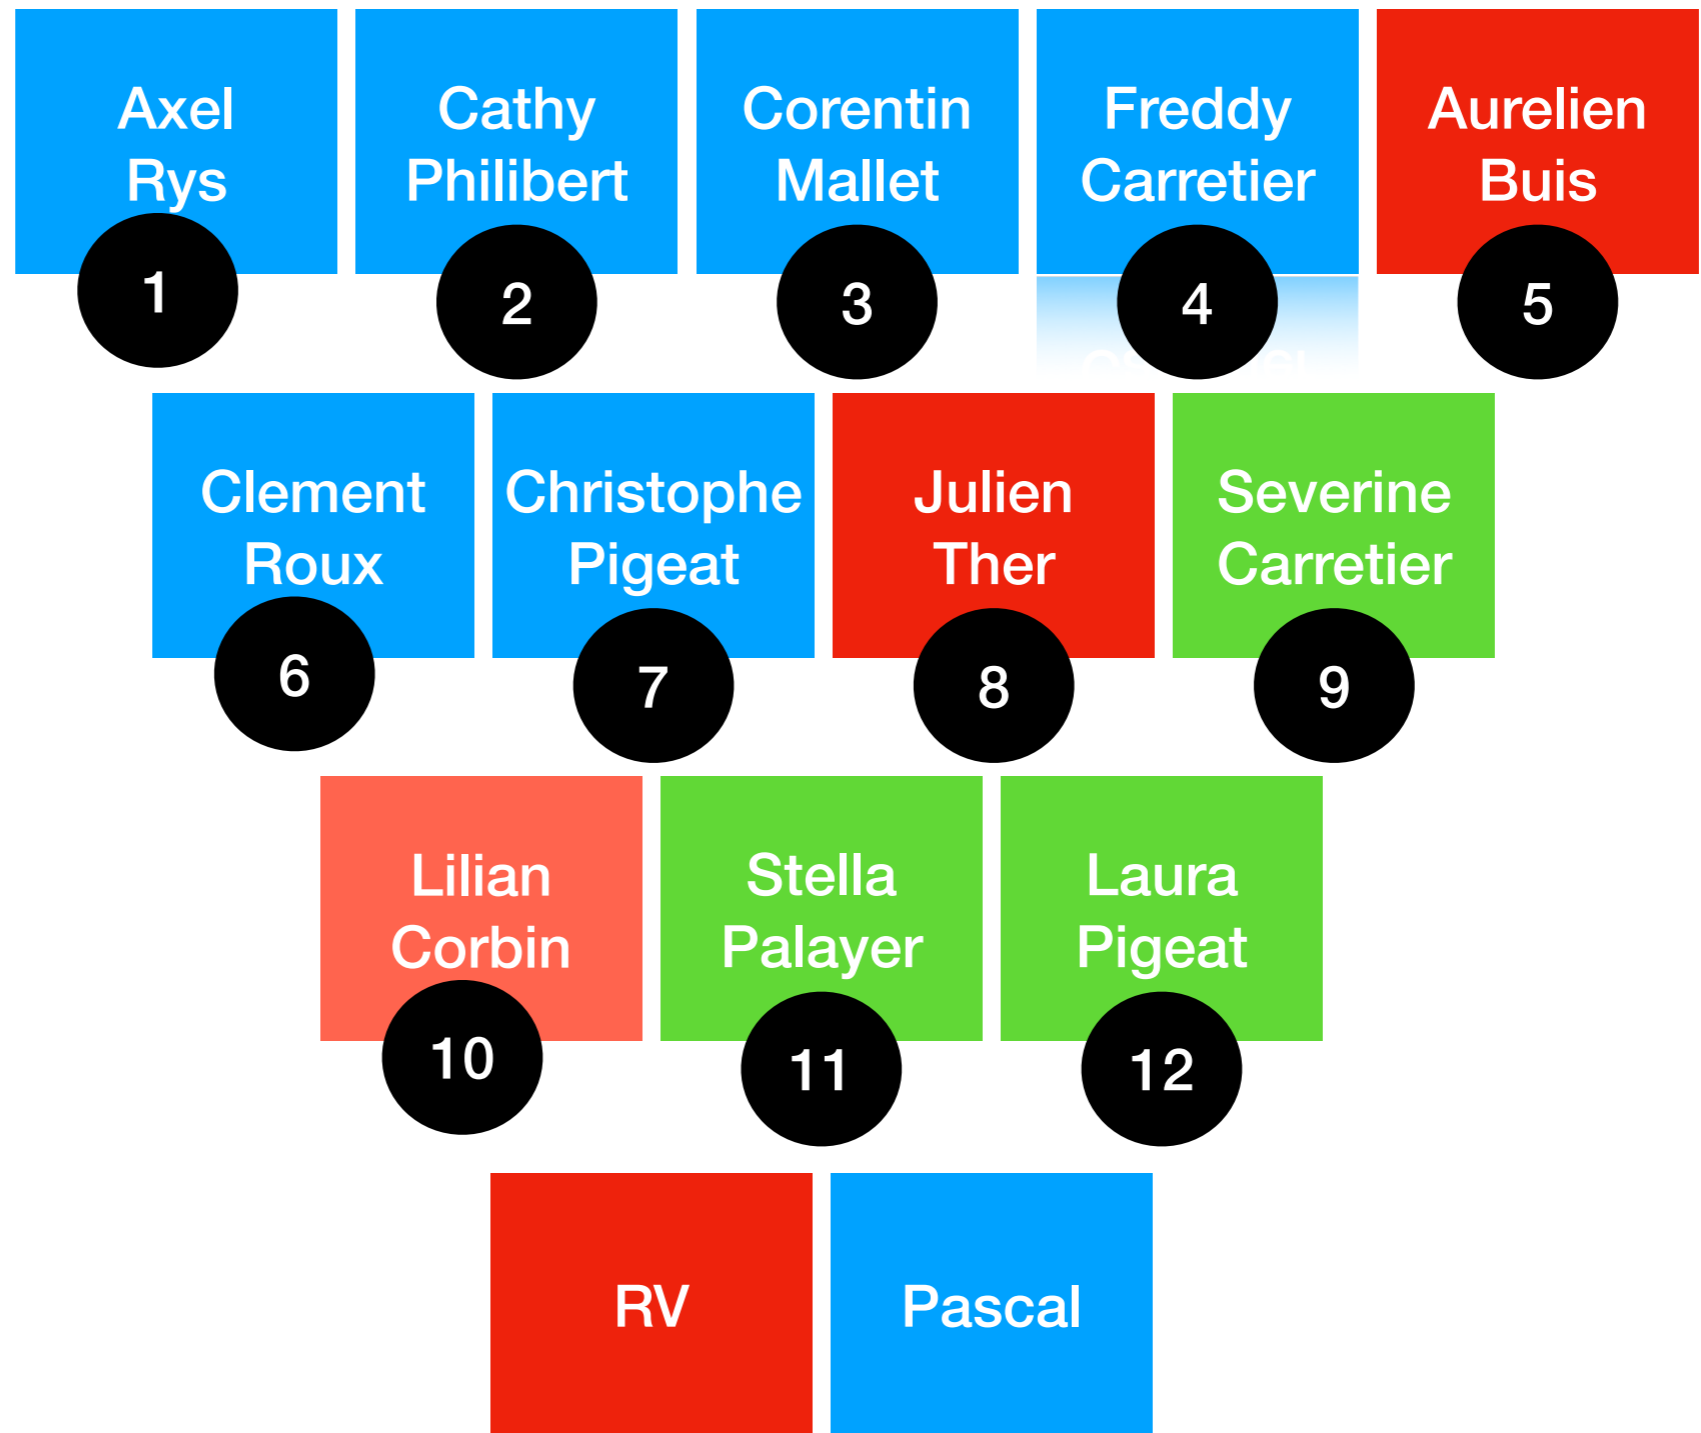 Axel
Rys
1
Cathy
Philibert
2
Corentin
Mallet
3
Freddy
Carretier
4
Aurelien
Buis
5
Clement
Roux
6
Christophe
Pigeat
7
Julien
Ther
8
Severine
Carretier
9
Lilian
Corbin
10
Stella
Palayer
11
Laura
Pigeat
12
RV
Pascal